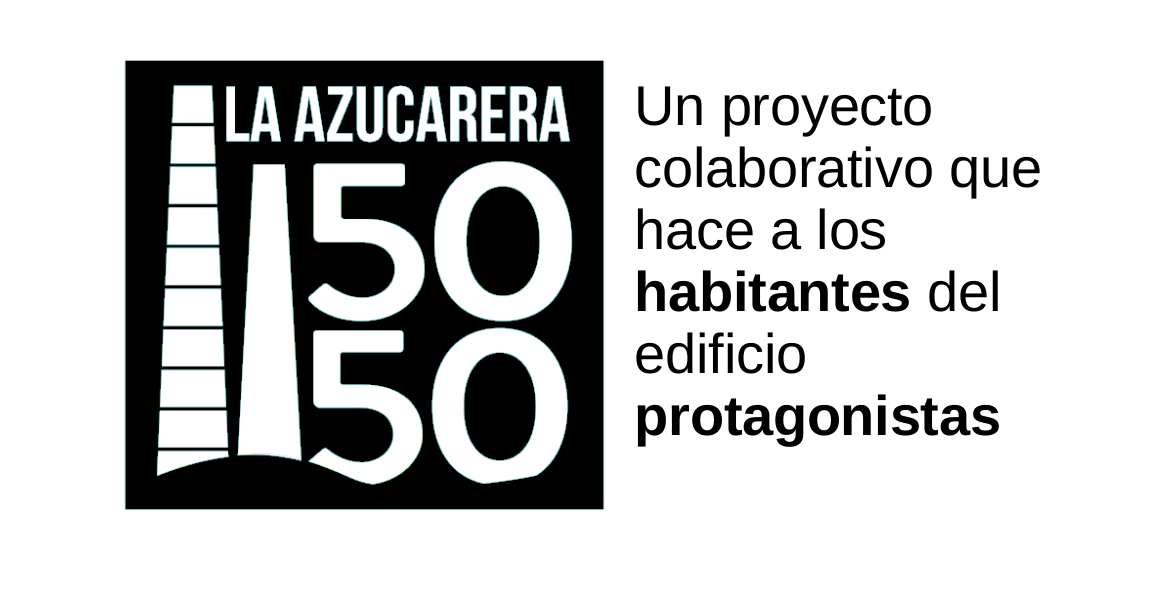 LA AZUCARERA
50
50
Un proyecto
colaborativo que
hace a los
habitantes del
edificio
protagonistas